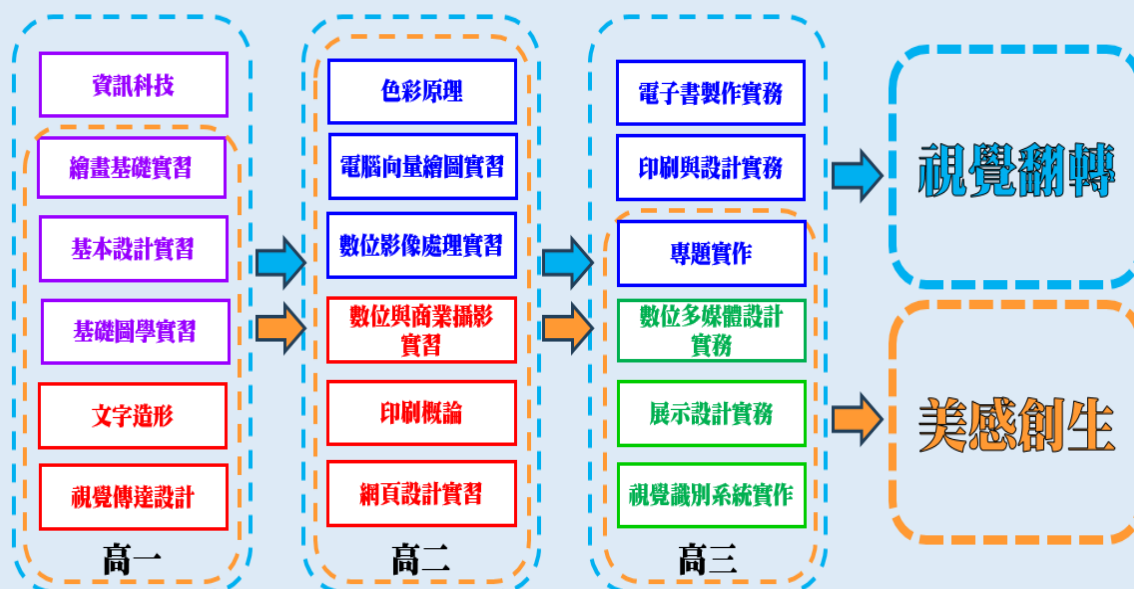 資訊科技
繪畫基礎實習
基本設計實習
基礎圖學實習
文字造形
視覺傳達設計
高一
色彩原理
電腦向量繪圖實習
數位影像處理實習
數位與商業攝影
實習
印刷概論
網頁設計實習
高二
電子書製作實務
印刷與設計實務
專題實作
數位多媒體設計
實務
展示設計實務
視覺識別系統實作
高三
視覺翻轉
美感創生